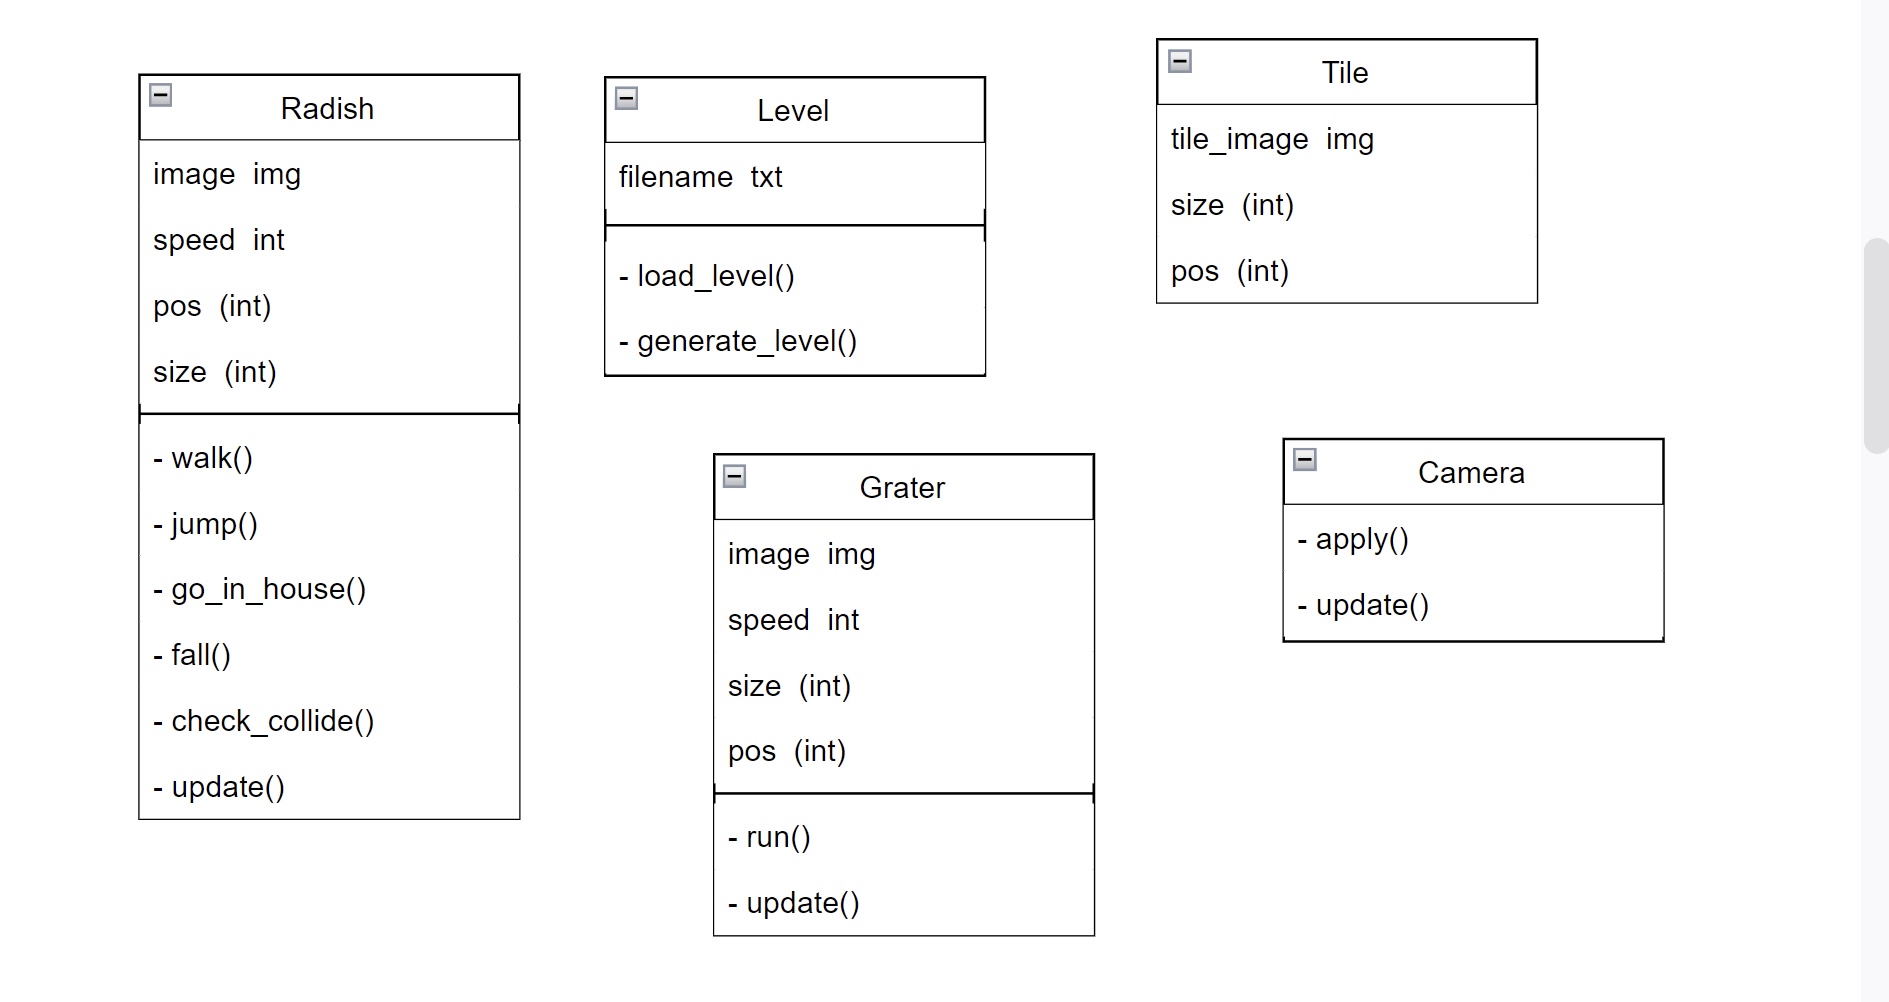 Radish
image img
speed int
pos (int)
size (int)
- walk()
- jump()
- go_in_house()
- fall()
- check_collide()
- update()
Level
filename txt
- load_level()
- generate_level()
Tile
tile_image img
size (int)
pos (int)
Grater
image img
speed int
size (int)
pos (int)
- run()
- update()
Camera
- apply()
- update()